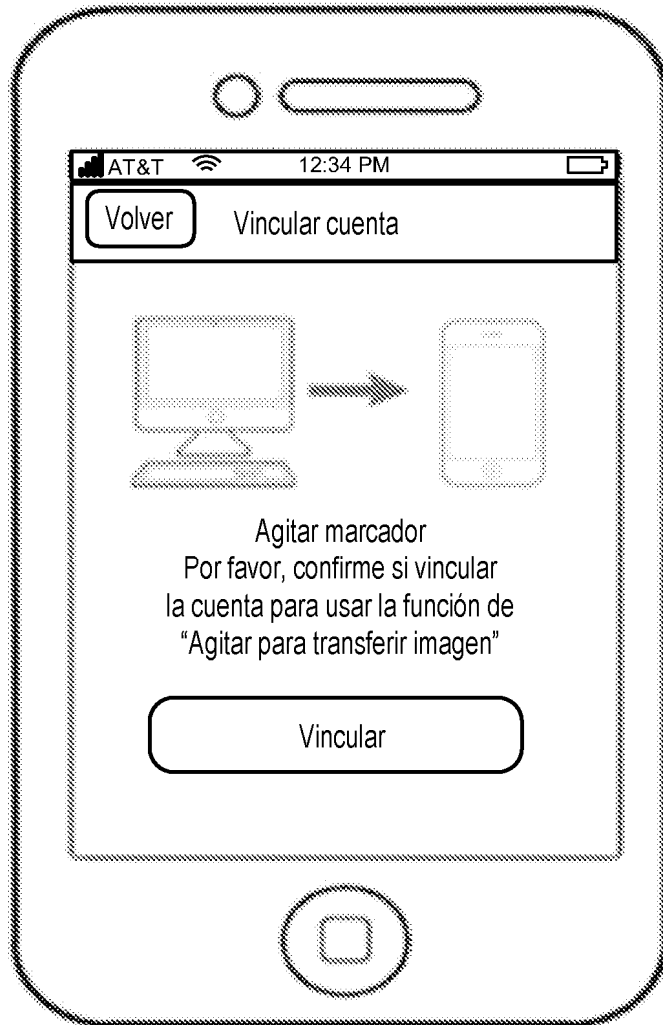 AT&T 12:34 PM
Volver Vincular cuenta
Agitar marcador
Por favor, confirme si vincular
la cuenta para usar la función de
“Agitar para transferir imagen”
Vincular